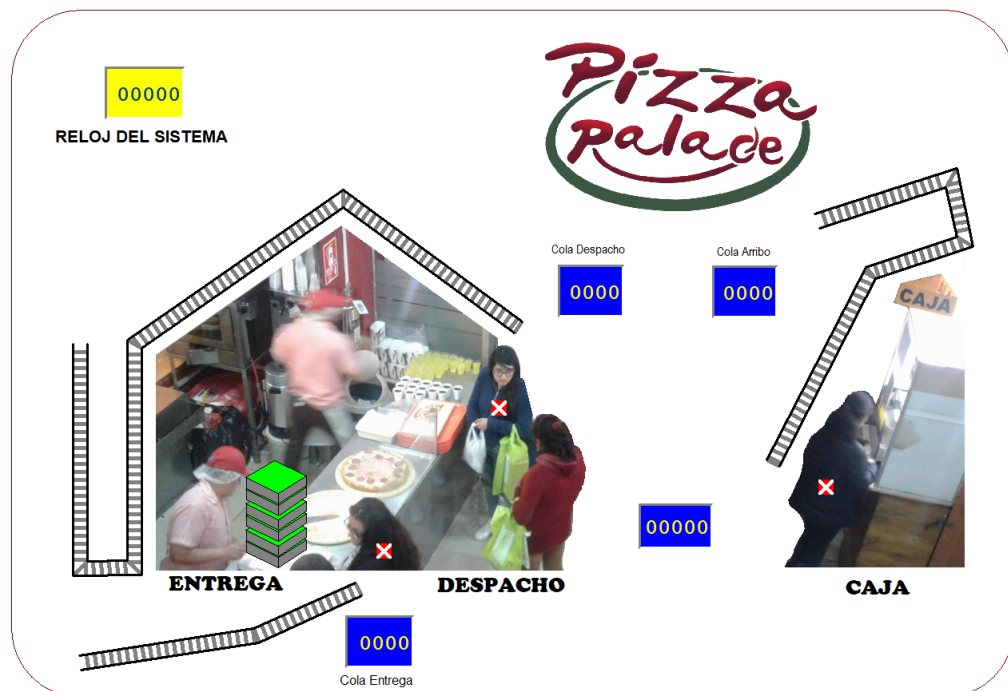 00000
RELOJ DEL SISTEMA
Pizza
palade
Cola Despacho
Cola Arribo
0000
0000
CAJA
00000
ENTREGA
DESPACHO
CAJA
0000
Cola Entrega